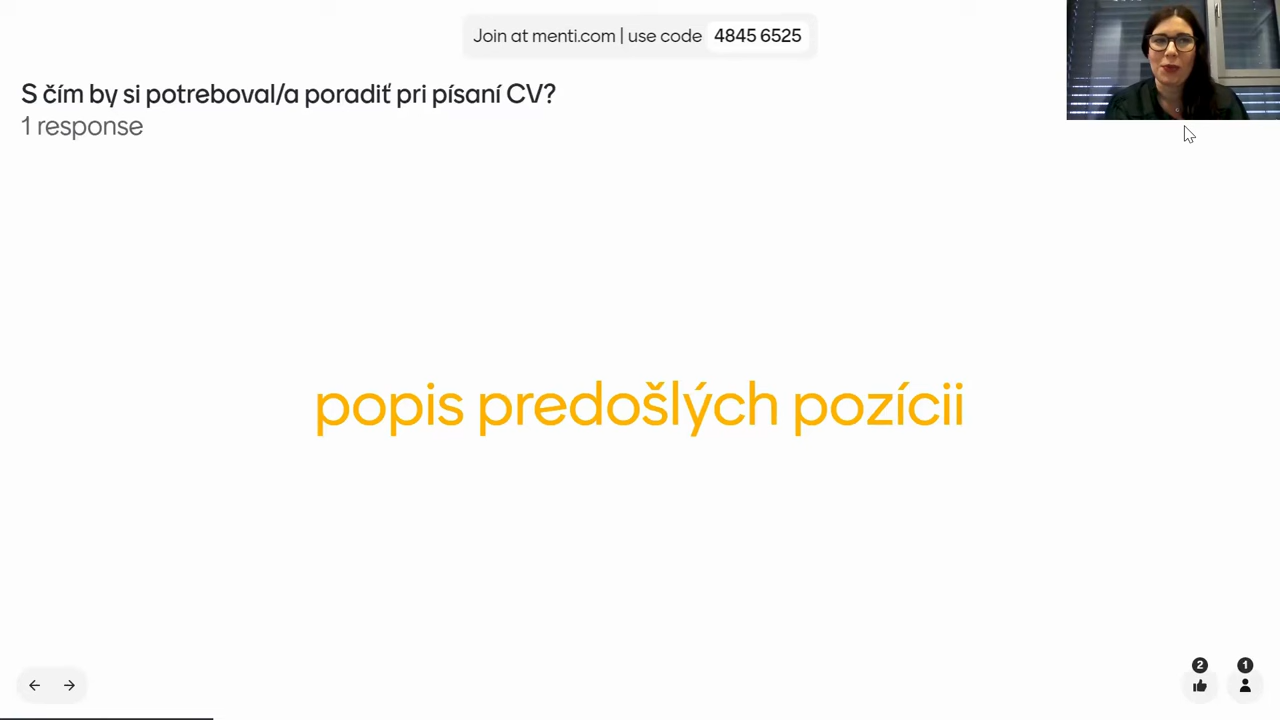 Join at menti.com | use code 4845 6525
S čím by si potreboval/a poradiť pri písaní CV?
1 response
popis predošlých pozícii
2
1